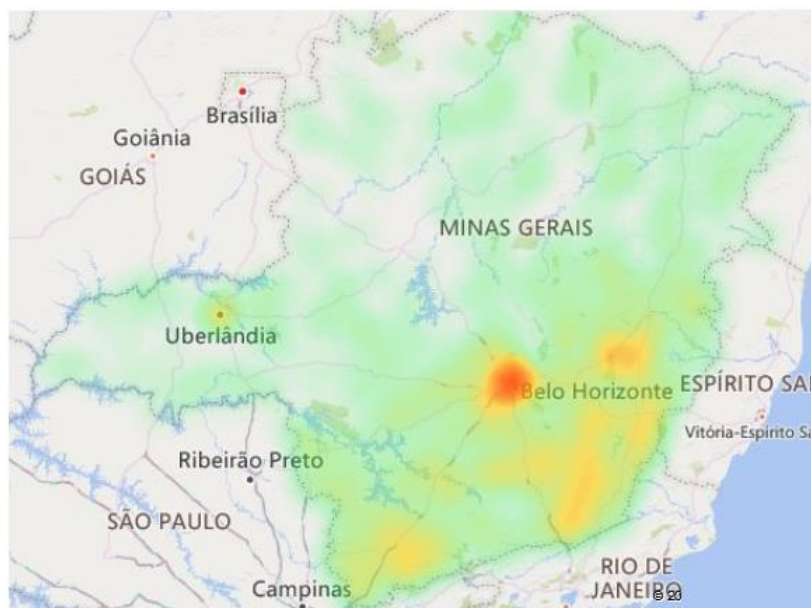 Brasília
Goiânia
GOIÁS
MINAS GERAIS
Uberlândia
Belo Horizonte
ESPÍRITO SA
Vitória-Espírito Sa
Ribeirão Preto
SÃO PAULO
RIO DE
JANEIRO
Campinas